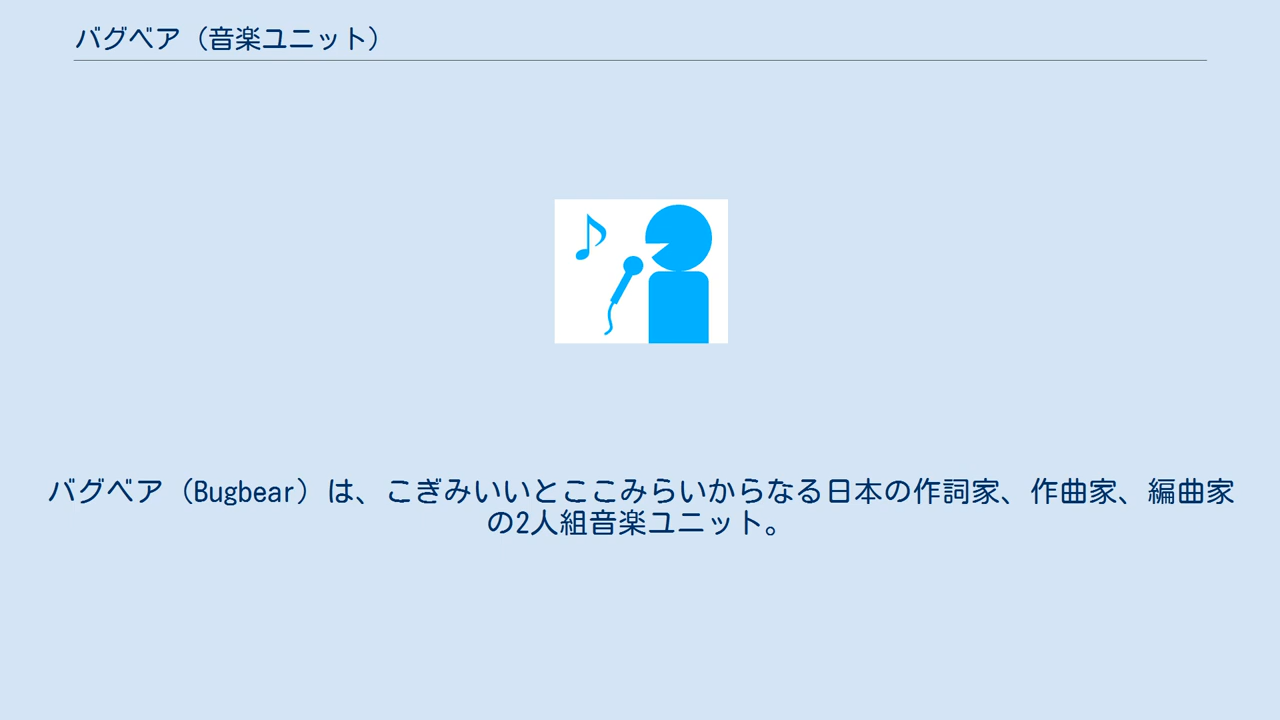 バグベア（音楽ユニット）
バグベア（Bugbear）は、こぎみいいとここみらいからなる日本の作詞家、作曲家、編曲家
の2人組音楽ユニット。